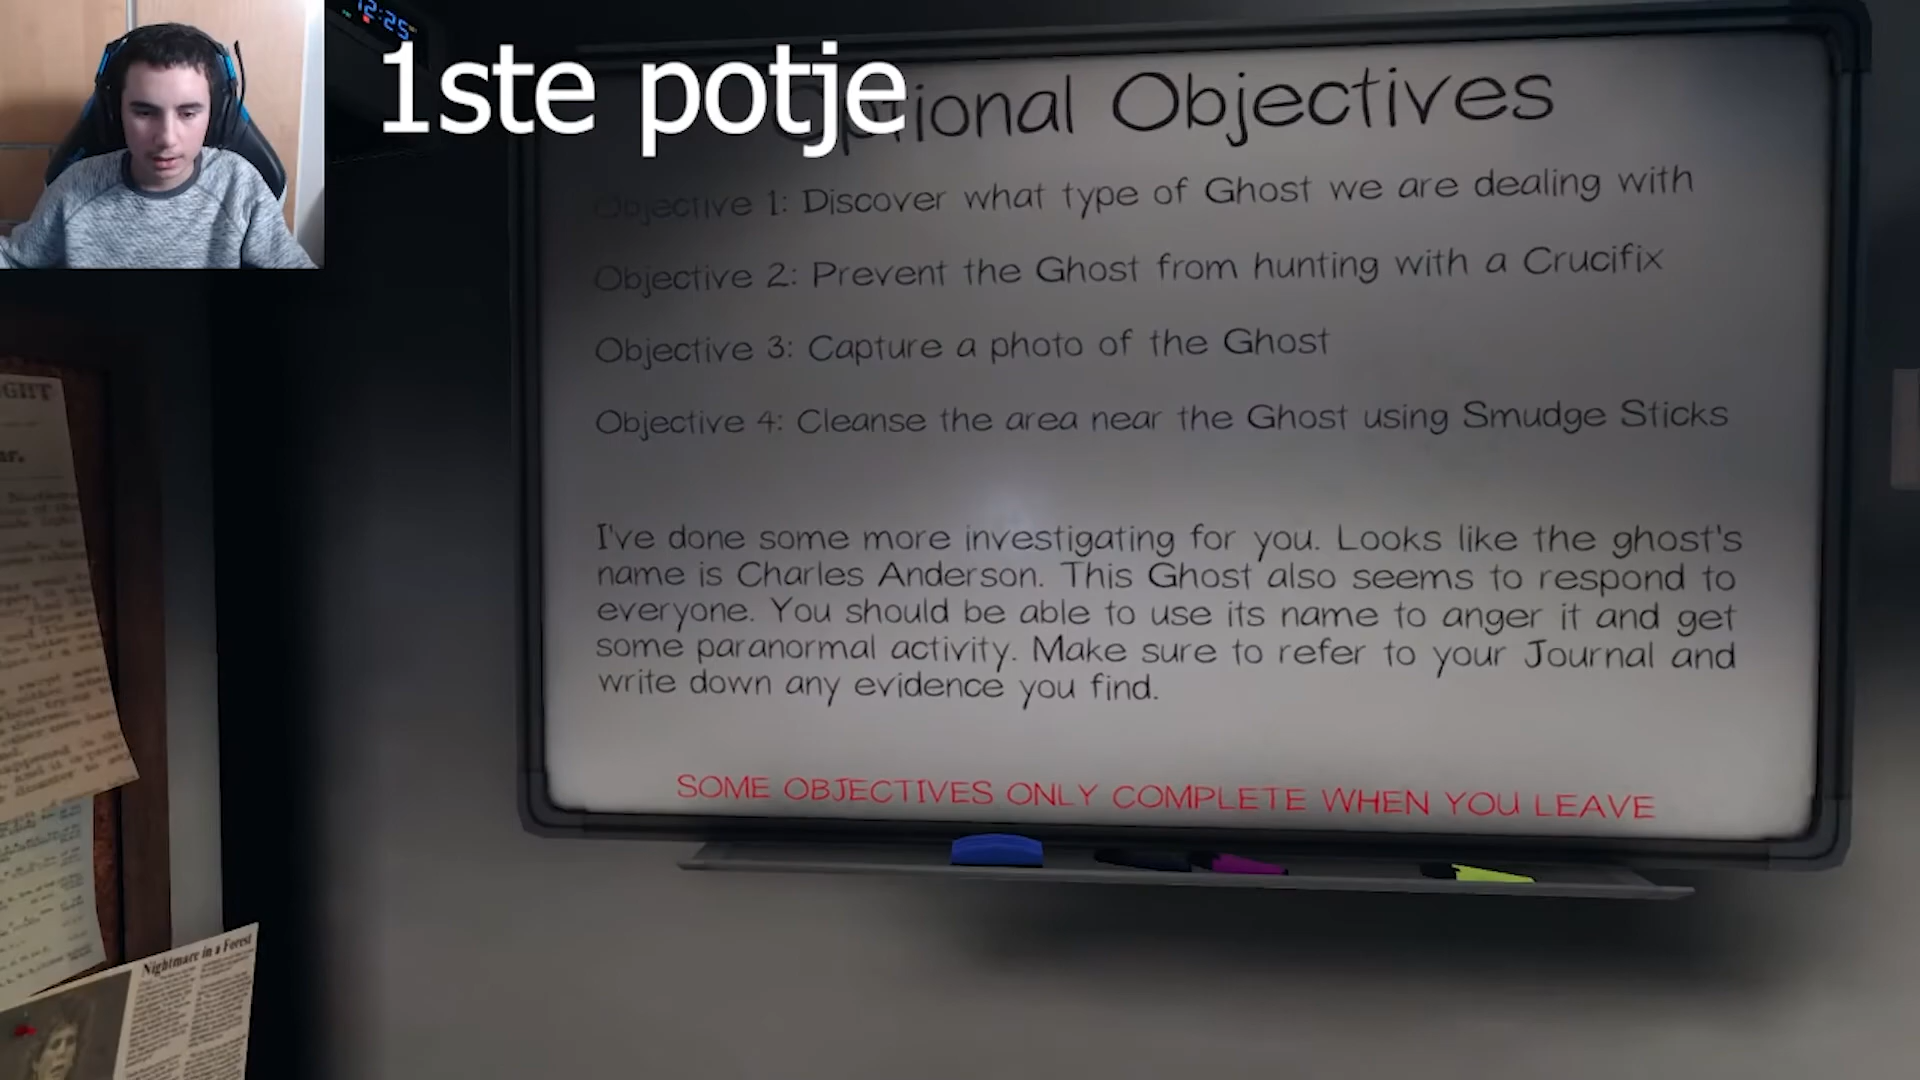 12:25
1ste potje
Optional Objectives
Objective 1: Discover what type of Ghost we are dealing with
Objective 2: Prevent the Ghost from hunting with a Crucifix
Objective 3: Capture a photo of the Ghost
Objective 4: Cleanse the area near the Ghost using Smudge Sticks
I've done some more investigating for you. Looks like the ghost's
name is Charles Anderson. This Ghost also seems to respond to
everyone. You should be able to use its name to anger it and get
some paranormal activity. Make sure to refer to your Journal and
write down any evidence you find.
SOME OBJECTIVES ONLY COMPLETE WHEN YOU LEAVE
Nightmare in a Forest